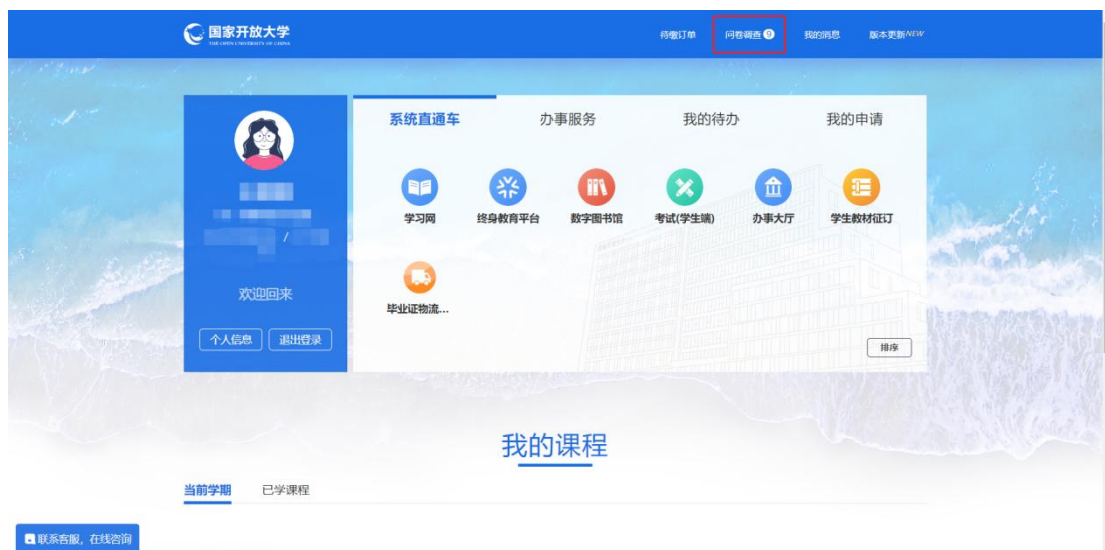 国家开放大学
THE OPEN UNIVERSITY OF CHINA
待缴订单 问卷调查 9 我的消息 版本更新NEW
系统直通车 办事服务 我的待办 我的申请
学习网 终身教育平台 数字图书馆 考试(学生端) 办事大厅 学生教材征订
/
欢迎回来
毕业证物流...
个人信息 退出登录
排序
我的课程
当前学期 已学课程
联系客服，在线咨询